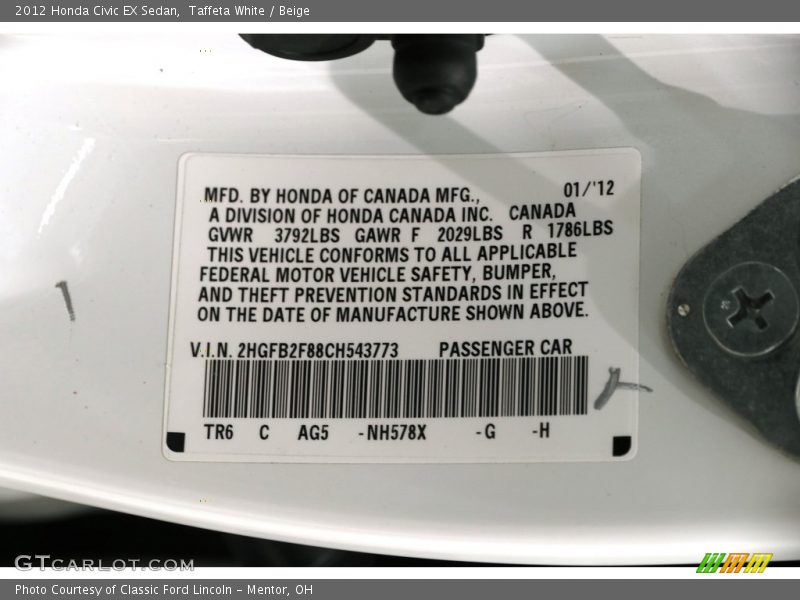 2012 Honda Civic EX Sedan, Taffeta White / Beige
MFD. BY HONDA OF CANADA MFG., 01/'12
A DIVISION OF HONDA CANADA INC. CANADA
GVWR 3792LBS GAWR F 2029LBS R 1786LBS
THIS VEHICLE CONFORMS TO ALL APPLICABLE
FEDERAL MOTOR VEHICLE SAFETY, BUMPER,
AND THEFT PREVENTION STANDARDS IN EFFECT
ON THE DATE OF MANUFACTURE SHOWN ABOVE.
V.I.N. 2HGFB2F88CH543773 PASSENGER CAR
TR6 C AG5 -NH578X -G -H
GTCARLOT.COM
Photo Courtesy of Classic Ford Lincoln - Mentor, OH